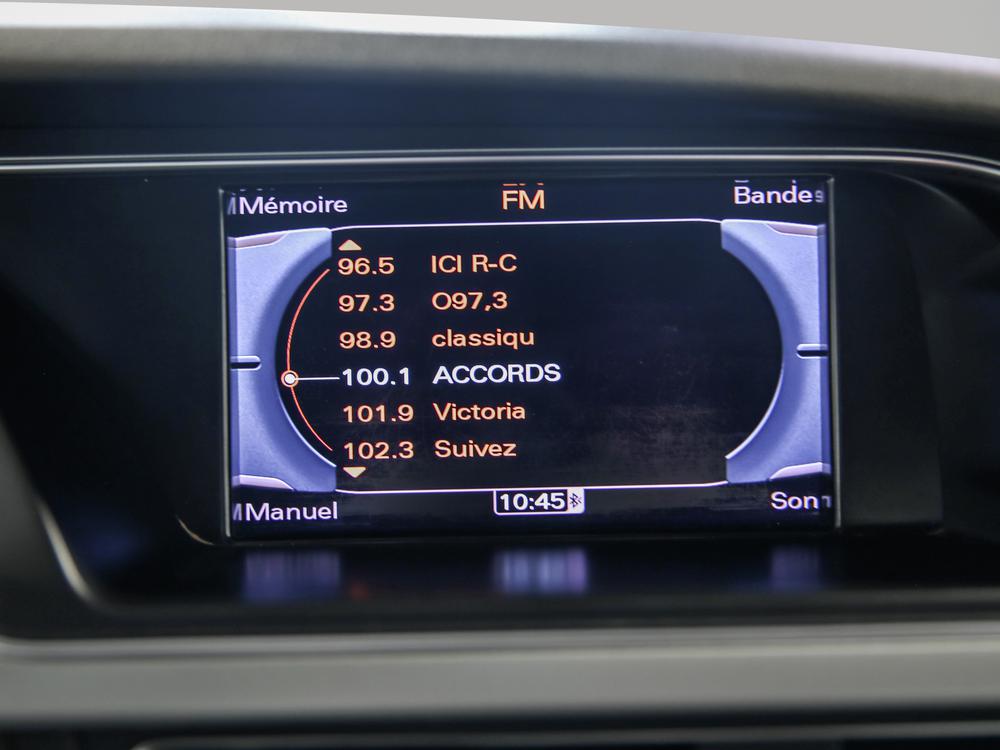 Mémoire FM Bande
96.5 ICI R-C
97.3 O97,3
98.9 classiqu
100.1 ACCORDS
101.9 Victoria
102.3 Suivez
Manuel 10:45 Son